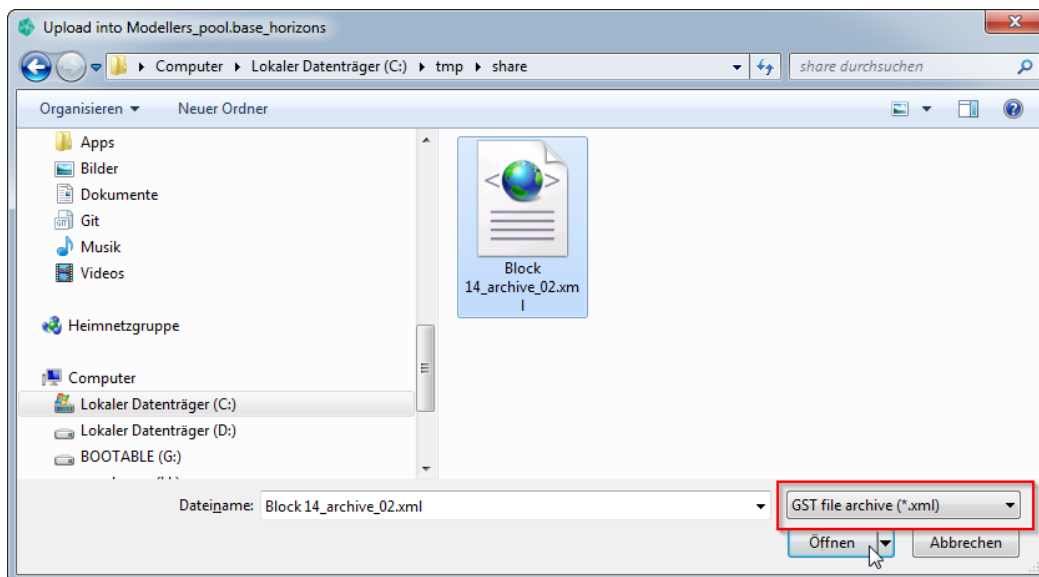 Upload into Modellers_pool.base_horizons
Computer Lokaler Datenträger (C:) tmp share
share durchsuchen
Organisieren Neuer Ordner
Apps
Bilder
Dokumente
Git
Musik
Videos
Heimnetzgruppe
Computer
Lokaler Datenträger (C:)
Lokaler Datenträger (D:)
BOOTABLE (G:)
Block
14_archive_02.xm
l
Dateiname: Block 14_archive_02.xml
GST file archive (*.xml)
Öffnen Abbrechen